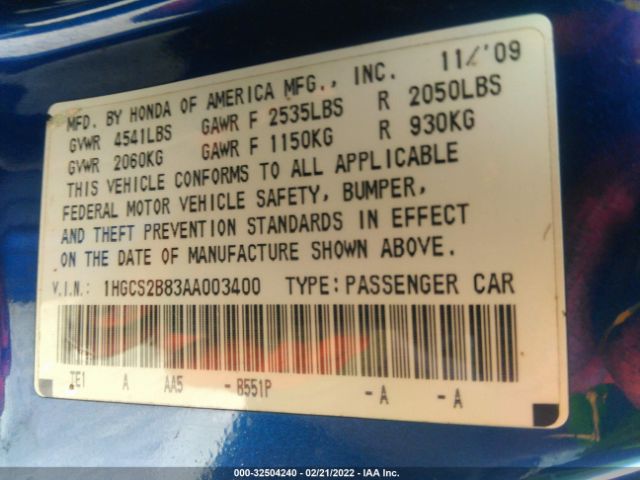 MFD. BY HONDA OF AMERICA MFG., INC. 11/'09
GVWR 4541LBS GAWR F 2535LBS R 2050LBS
GVWR 2060KG GAWR F 1150KG R 930KG
THIS VEHICLE CONFORMS TO ALL APPLICABLE
FEDERAL MOTOR VEHICLE SAFETY, BUMPER,
AND THEFT PREVENTION STANDARDS IN EFFECT
ON THE DATE OF MANUFACTURE SHOWN ABOVE.
V.I.N.: 1HGCS2B83AA003400 TYPE: PASSENGER CAR
TE1 A AA5 - B551P - A - A
000-32504240 - 02/21/2022 - IAA Inc.